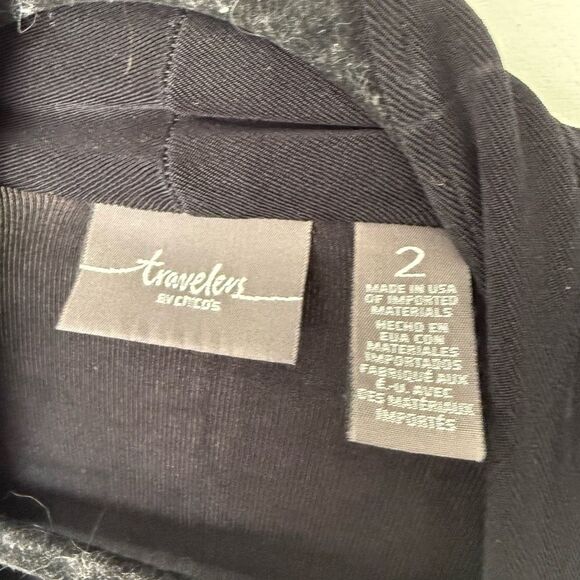 travelers
BY CHICO'S
2
MADE IN USA
OF IMPORTED
MATERIALS
HECHO EN
EUA CON
MATERIALES
IMPORTADOS
FABRIQUÉ AUX
É.-U. AVEC
DES MATÉRIAUX
IMPORTÉS